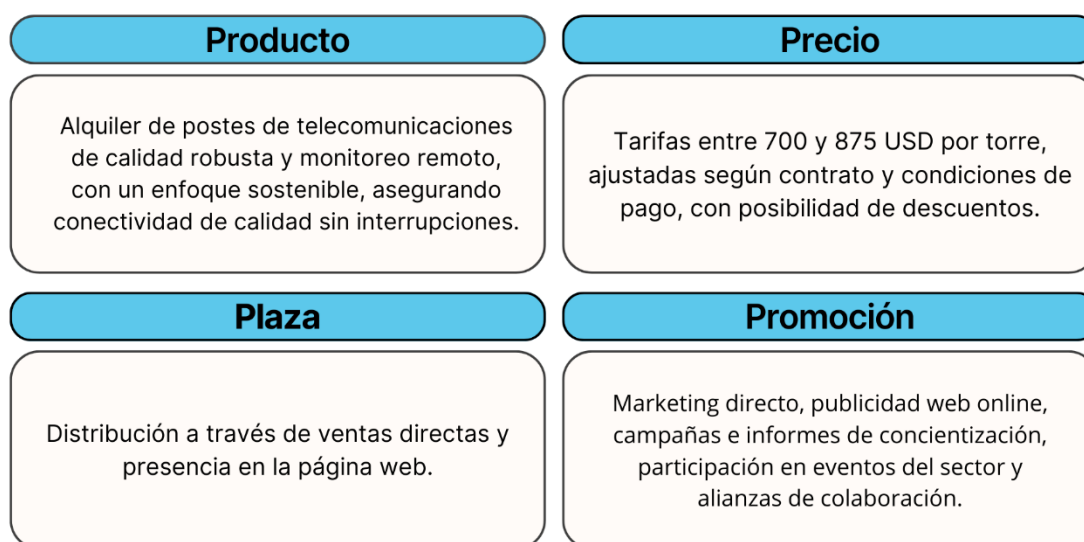 Producto
Alquiler de postes de telecomunicaciones
de calidad robusta y monitoreo remoto,
con un enfoque sostenible, asegurando
conectividad de calidad sin interrupciones.
Precio
Tarifas entre 700 y 875 USD por torre,
ajustadas según contrato y condiciones de
pago, con posibilidad de descuentos.
Plaza
Distribución a través de ventas directas y
presencia en la página web.
Promoción
Marketing directo, publicidad web online,
campañas e informes de concientización,
participación en eventos del sector y
alianzas de colaboración.